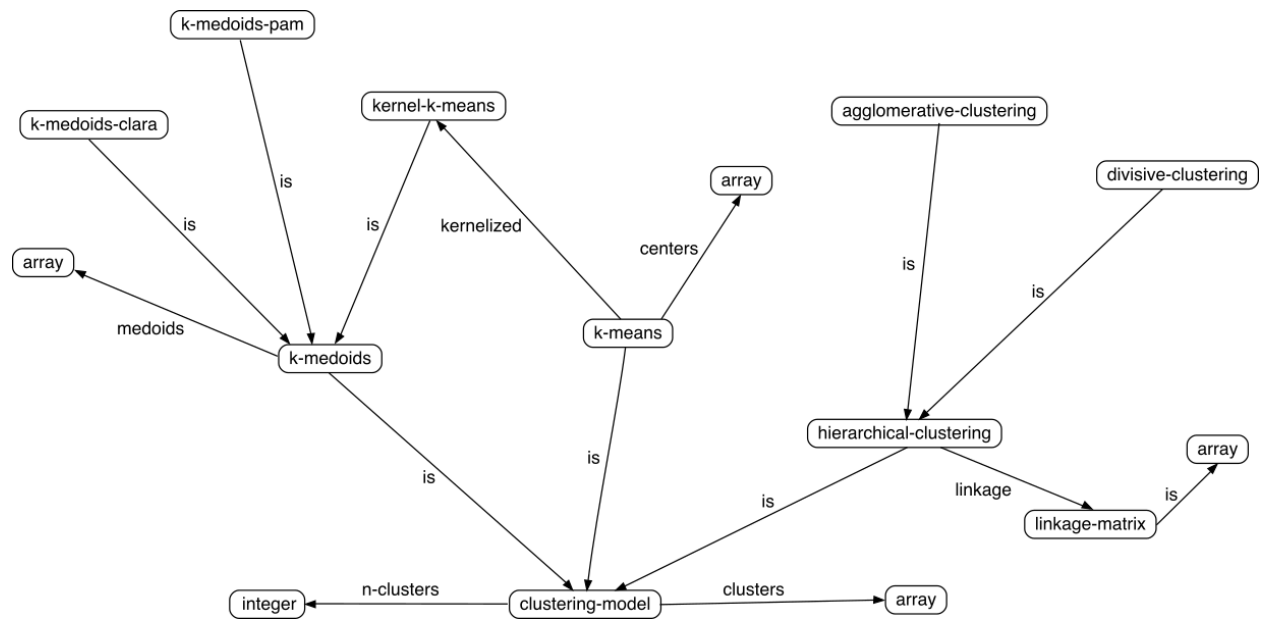 k-medoids-pam
kernel-k-means
agglomerative-clustering
k-medoids-clara
divisive-clustering
array
is
is
is
kernelized
centers
array
is
is
medoids
k-means
k-medoids
hierarchical-clustering
array
is
is
is
linkage
is
linkage-matrix
n-clusters
clusters
integer
clustering-model
array